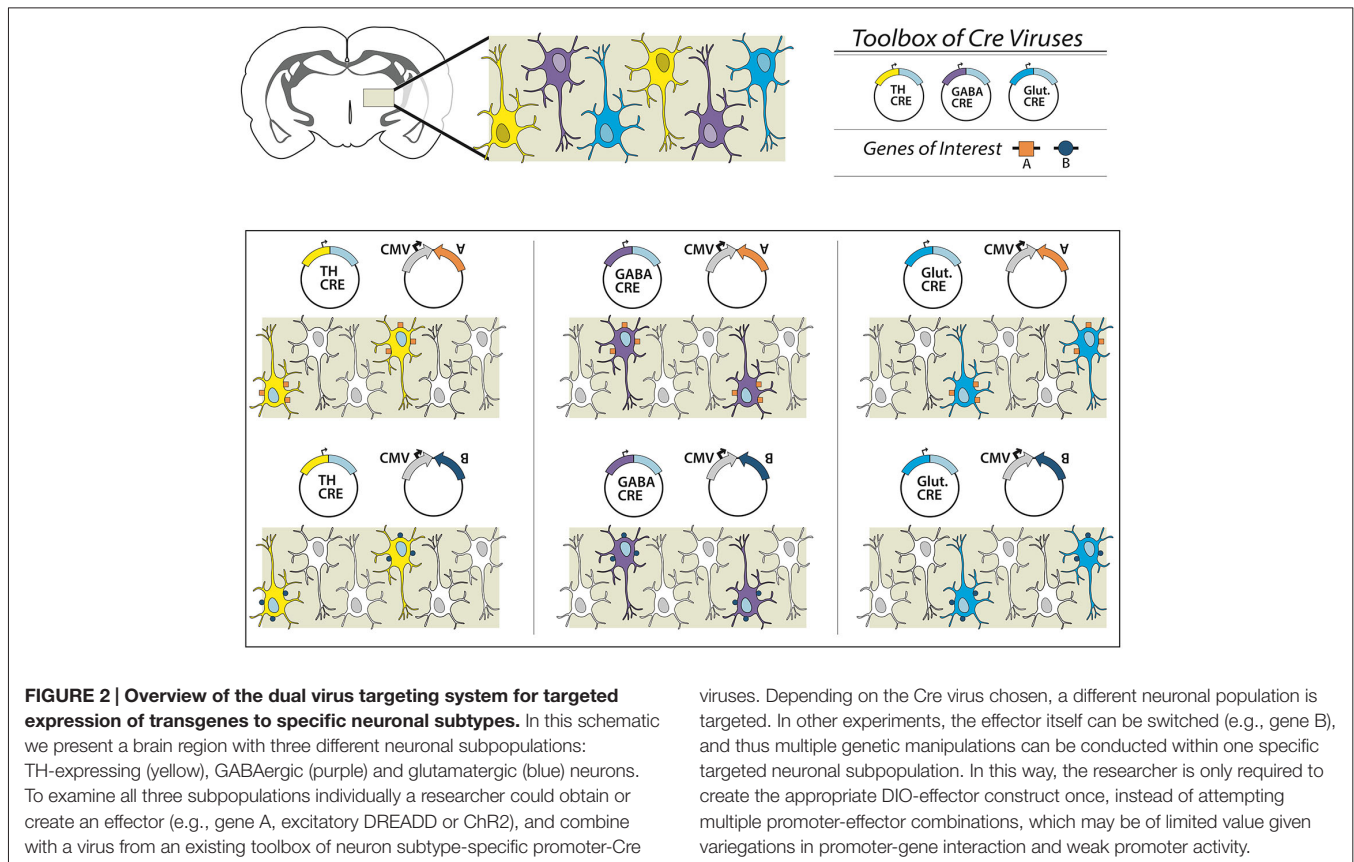 Toolbox of Cre Viruses
TH
CRE
GABA
CRE
Glut.
CRE
Genes of Interest
A
B
TH
CRE
CMV
A
GABA
CRE
CMV
A
Glut.
CRE
CMV
A
TH
CRE
CMV
B
GABA
CRE
CMV
B
Glut.
CRE
CMV
B
FIGURE 2 | Overview of the dual virus targeting system for targeted
expression of transgenes to specific neuronal subtypes. In this schematic
we present a brain region with three different neuronal subpopulations:
TH-expressing (yellow), GABAergic (purple) and glutamatergic (blue) neurons.
To examine all three subpopulations individually a researcher could obtain or
create an effector (e.g., gene A, excitatory DREADD or ChR2), and combine
with a virus from an existing toolbox of neuron subtype-specific promoter-Cre
viruses. Depending on the Cre virus chosen, a different neuronal population is
targeted. In other experiments, the effector itself can be switched (e.g., gene B),
and thus multiple genetic manipulations can be conducted within one specific
targeted neuronal subpopulation. In this way, the researcher is only required to
create the appropriate DIO-effector construct once, instead of attempting
multiple promoter-effector combinations, which may be of limited value given
variegations in promoter-gene interaction and weak promoter activity.